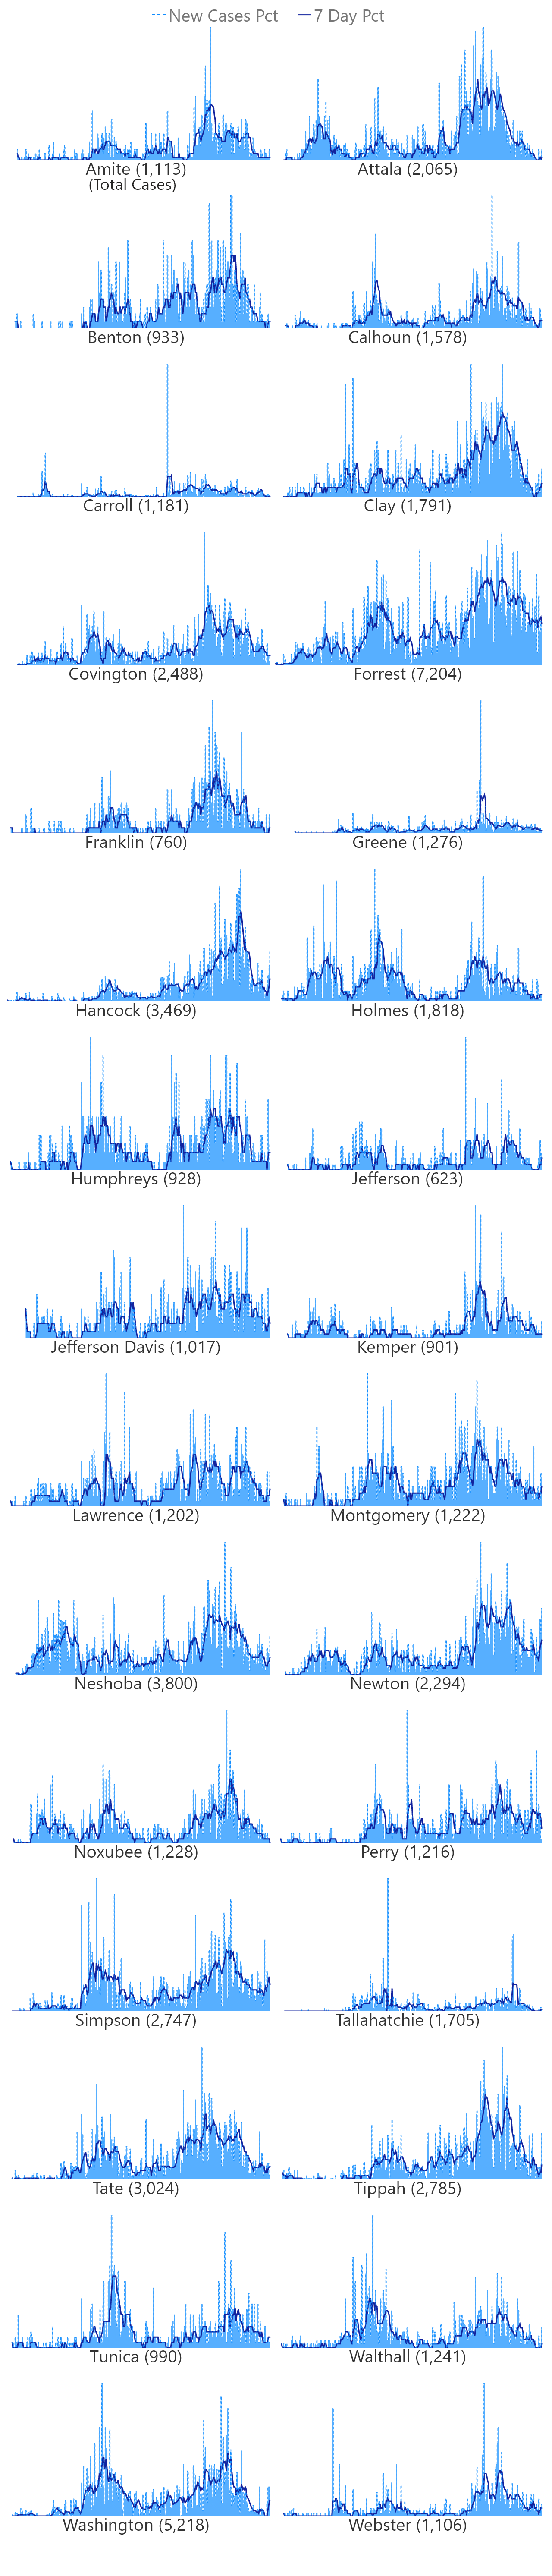 New Cases Pct 7 Day Pct
Amite (1,113) Attala (2,065)
(Total Cases)
Benton (933) Calhoun (1,578)
Carroll (1,181) Clay (1,791)
Covington (2,488) Forrest (7,204)
Franklin (760) Greene (1,276)
Hancock (3,469) Holmes (1,818)
Humphreys (928) Jefferson (623)
Jefferson Davis (1,017) Kemper (901)
Lawrence (1,202) Montgomery (1,222)
Neshoba (3,800) Newton (2,294)
Noxubee (1,228) Perry (1,216)
Simpson (2,747) Tallahatchie (1,705)
Tate (3,024) Tippah (2,785)
Tunica (990) Walthall (1,241)
Washington (5,218) Webster (1,106)